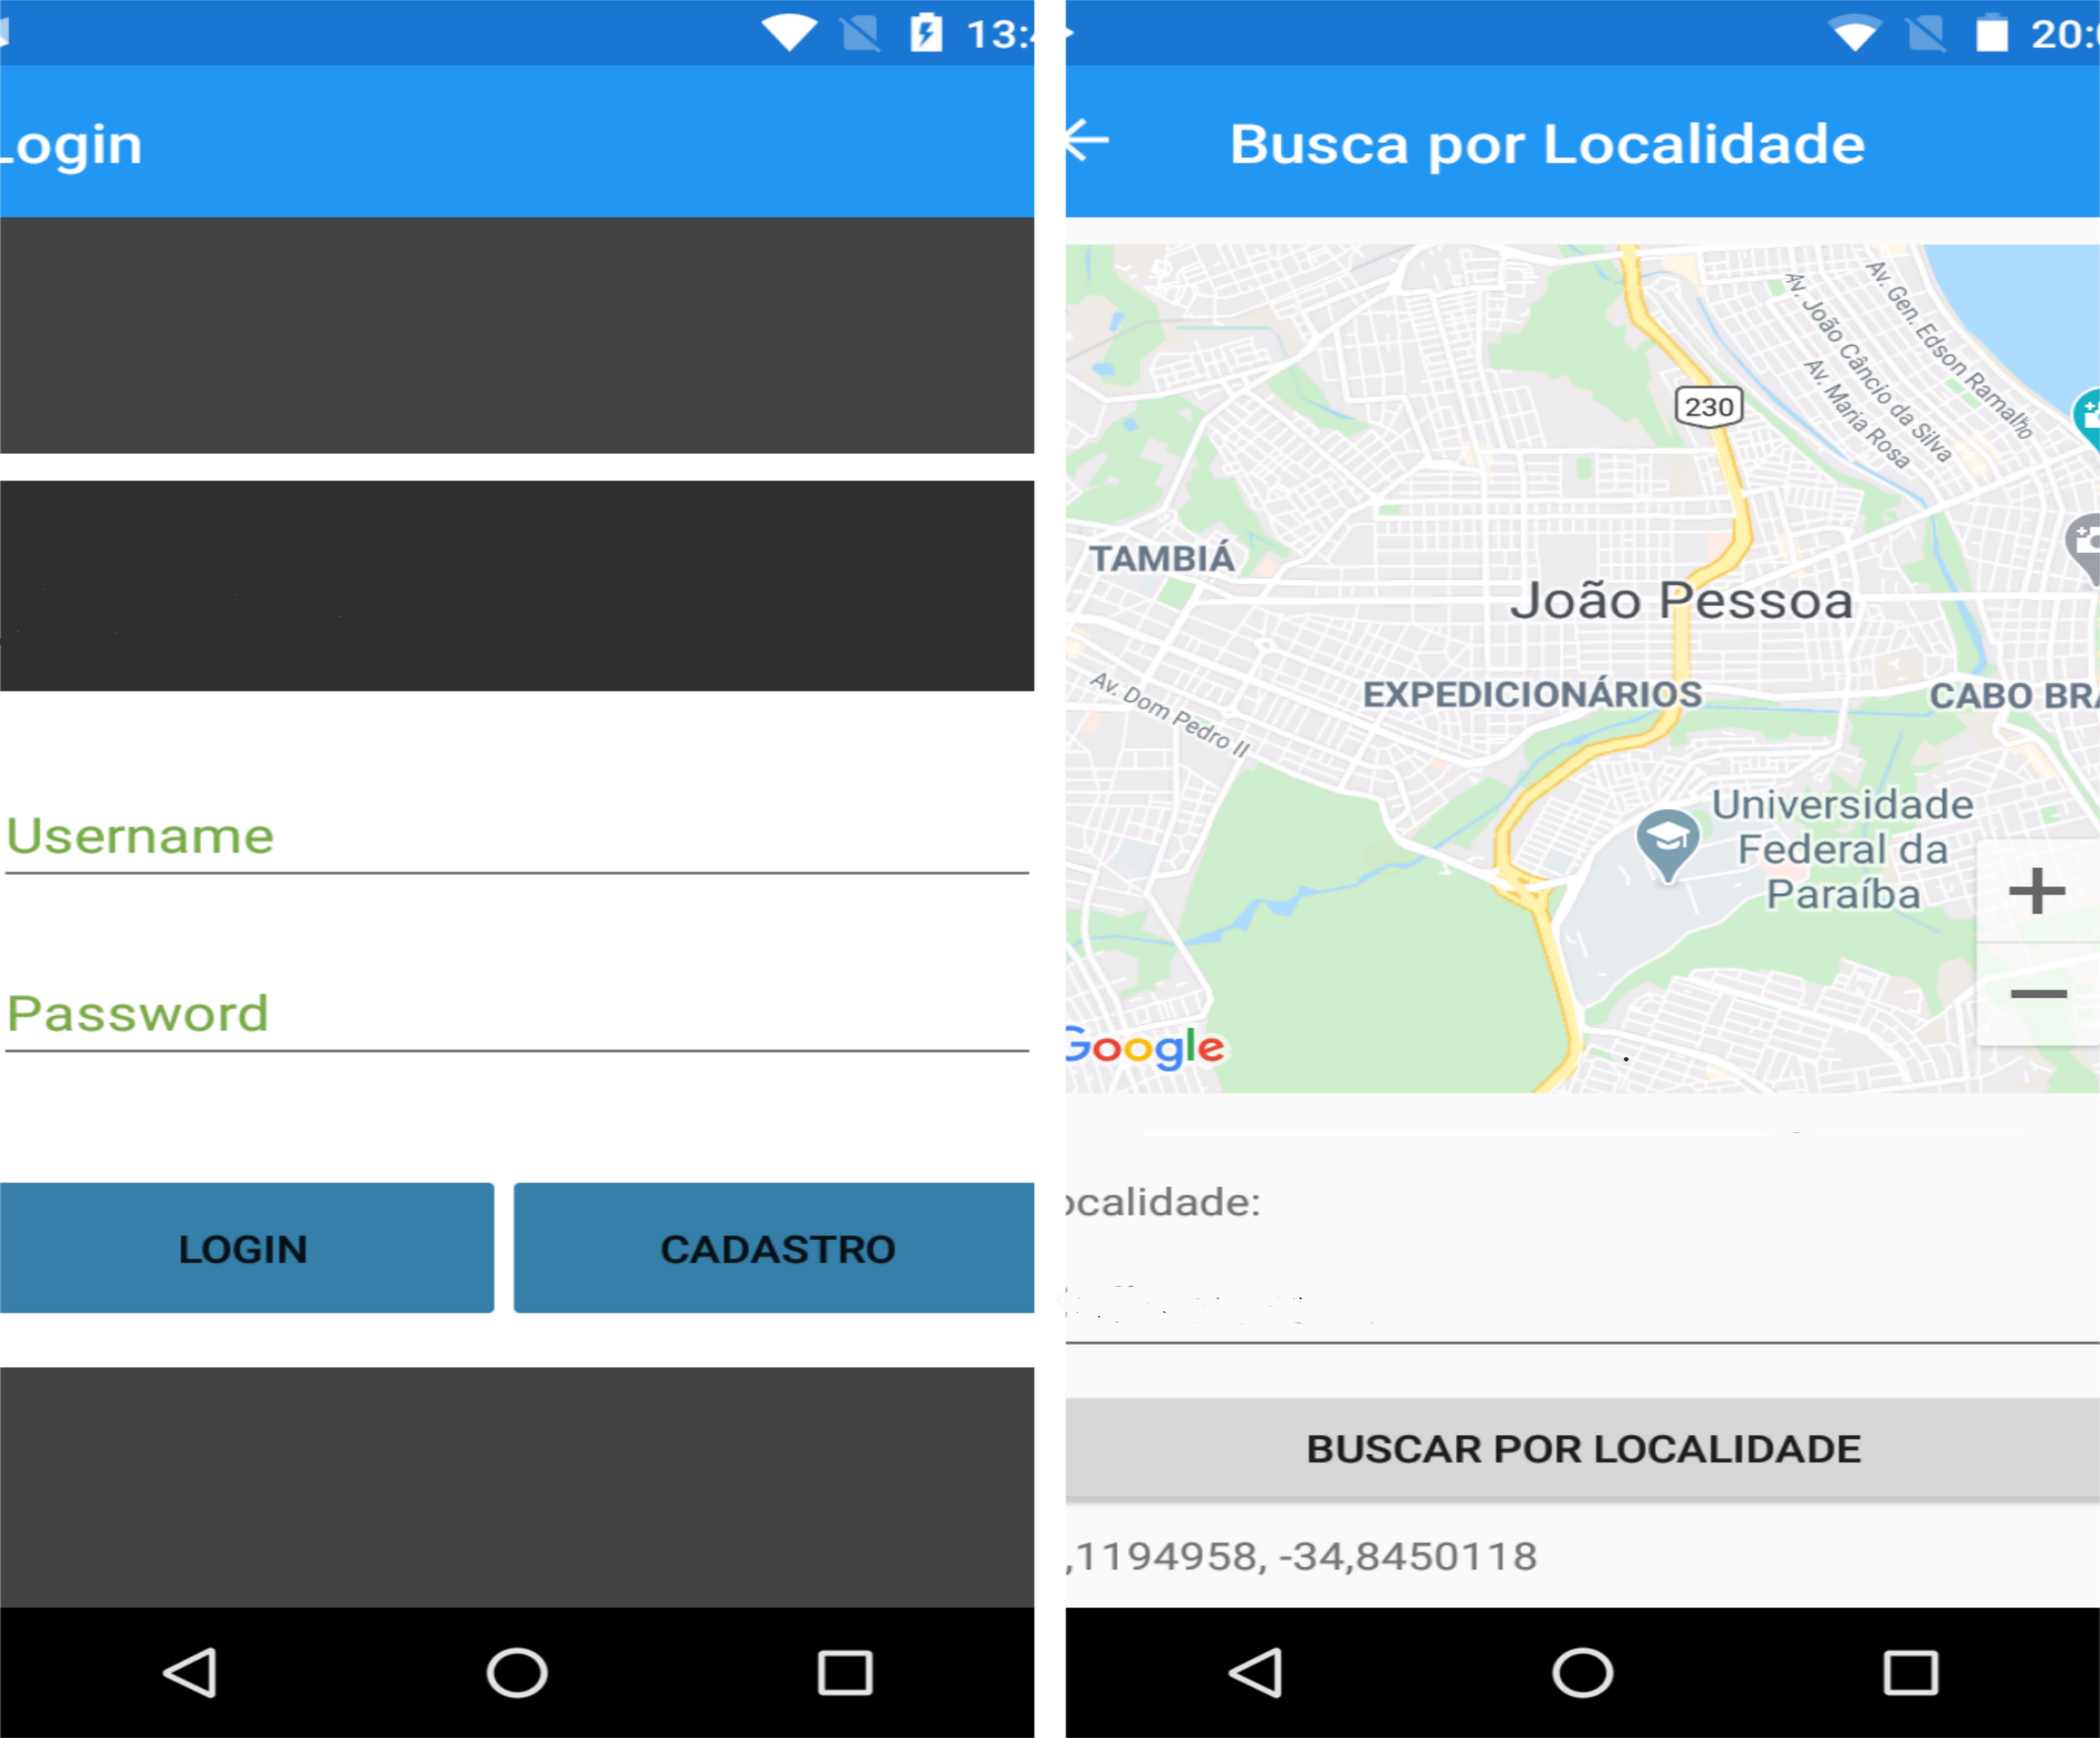 13:
Login
Username
Password
LOGIN
CADASTRO
20:
Busca por Localidade
Av. Gen. Edson Ramalho
Av. João Câncio da Silva
Av. Maria Rosa
230
TAMBIÁ
João Pessoa
EXPEDICIONÁRIOS
CABO BRA
Av. Dom Pedro II
Universidade
Federal da
Paraíba
Google
ocalidade:
BUSCAR POR LOCALIDADE
,1194958, -34,8450118